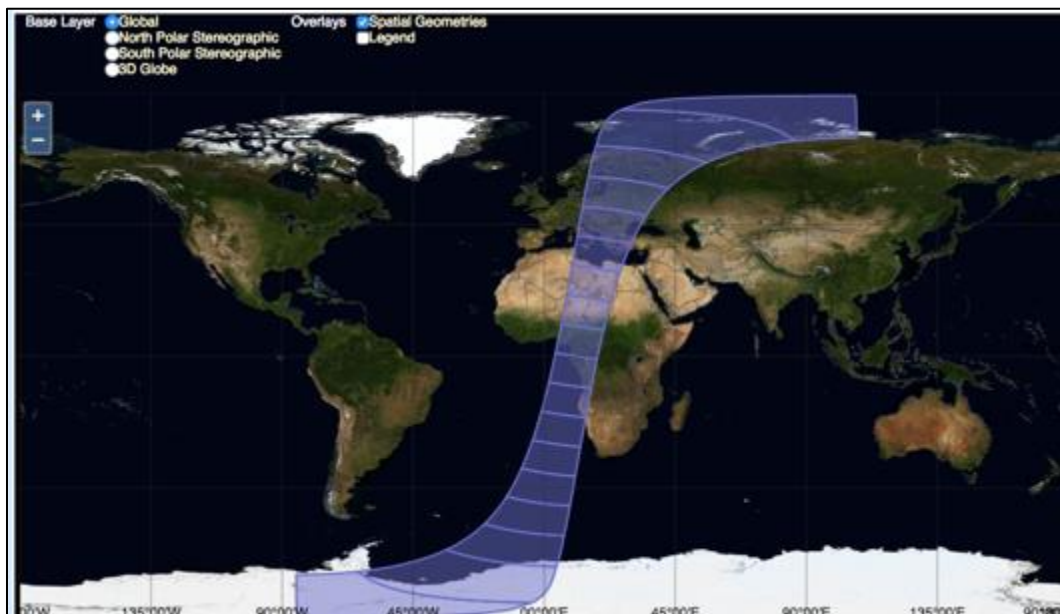 Base Layer Global Overlays Spatial Geometries
North Polar Stereographic Legend
South Polar Stereographic
3D Globe
+
−
135°00'W 90°00'W 45°00'W 00°00'E 45°00'E 90°00'E 135°00'E